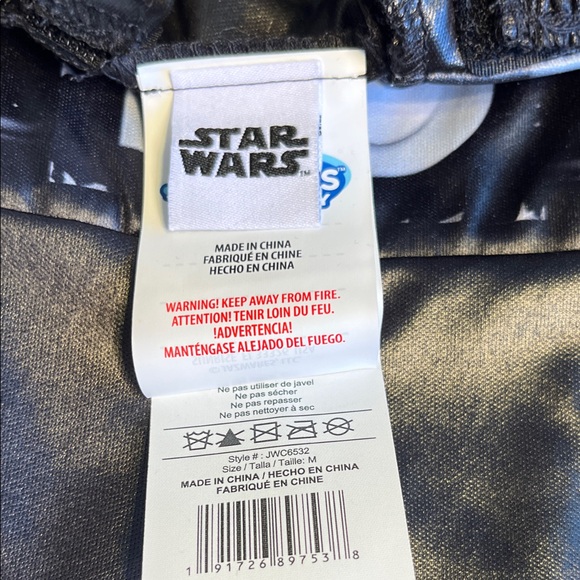 STAR
WARS
MADE IN CHINA
FABRIQUÉ EN CHINE
HECHO EN CHINA
WARNING! KEEP AWAY FROM FIRE.
ATTENTION! TENIR LOIN DU FEU.
!ADVERTENCIA!
MANTÉNGASE ALEJADO DEL FUEGO.
Ne pas utiliser de javel
Ne pas sécher
Ne pas repasser
Ne pas nettoyer à sec
Style # : JWC6532
Size / Talla / Taille: M
MADE IN CHINA / HECHO EN CHINA
FABRIQUÉ EN CHINA
1 91726 89753 8